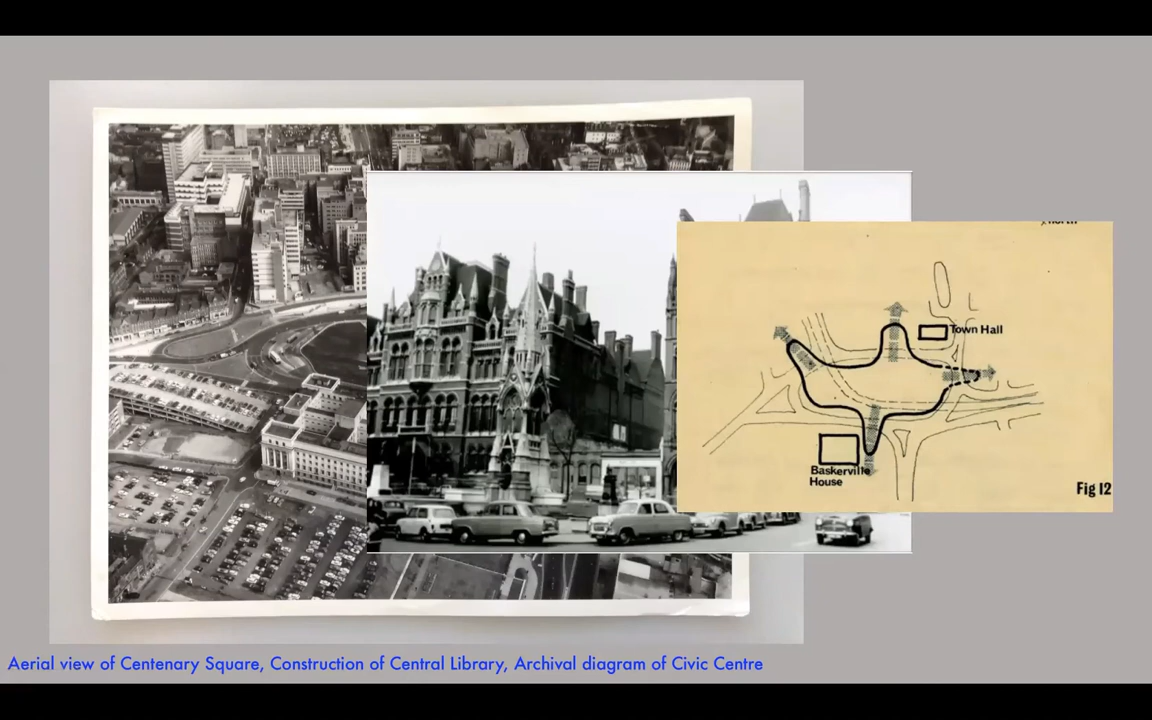 Town Hall
Baskerville
House
Fig 12
Aerial view of Centenary Square, Construction of Central Library, Archival diagram of Civic Centre